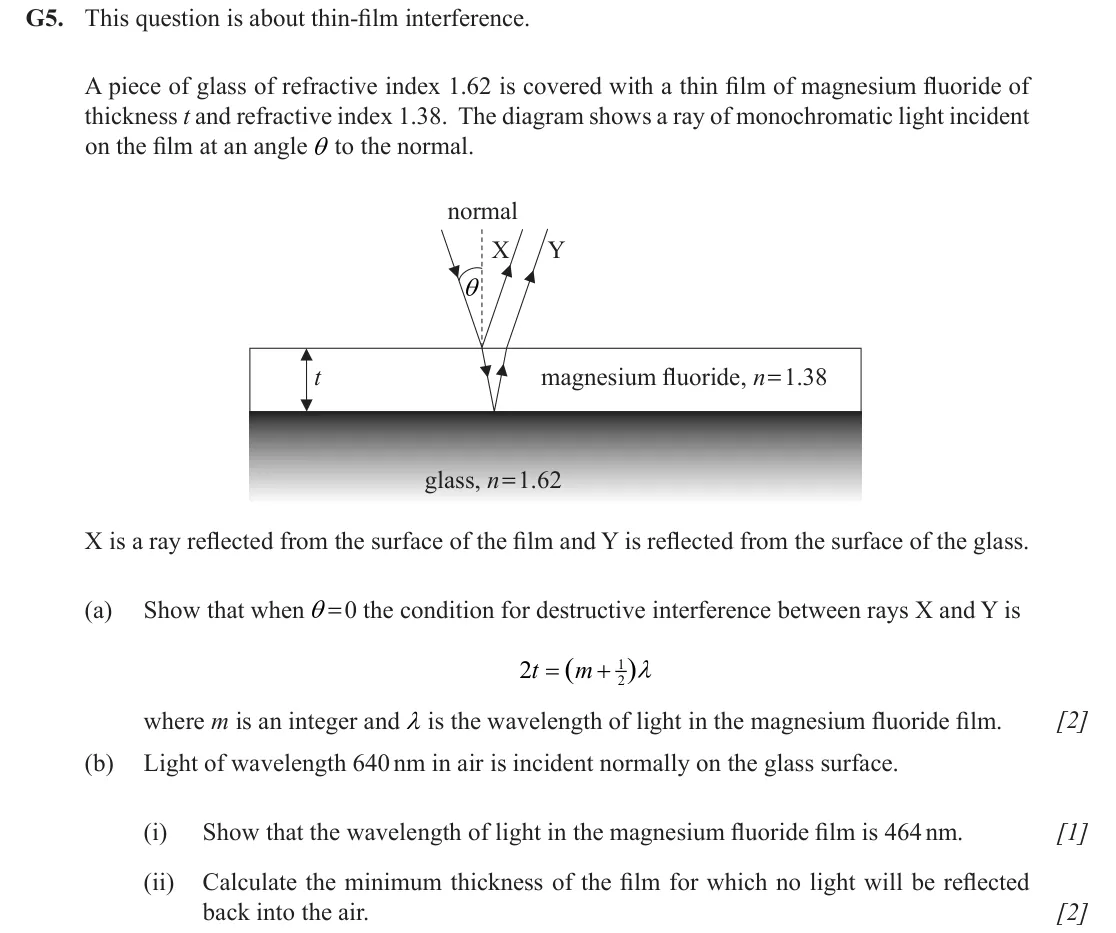 G5. This question is about thin-film interference.
A piece of glass of refractive index 1.62 is covered with a thin film of magnesium fluoride of
thickness t and refractive index 1.38. The diagram shows a ray of monochromatic light incident
on the film at an angle θ to the normal.
normal
X Y
θ
t
magnesium fluoride, n=1.38
glass, n=1.62
X is a ray reflected from the surface of the film and Y is reflected from the surface of the glass.
(a) Show that when θ=0 the condition for destructive interference between rays X and Y is
2t = (m + 1/2)λ
where m is an integer and λ is the wavelength of light in the magnesium fluoride film. [2]
(b) Light of wavelength 640 nm in air is incident normally on the glass surface.
(i) Show that the wavelength of light in the magnesium fluoride film is 464 nm. [1]
(ii) Calculate the minimum thickness of the film for which no light will be reflected
back into the air. [2]